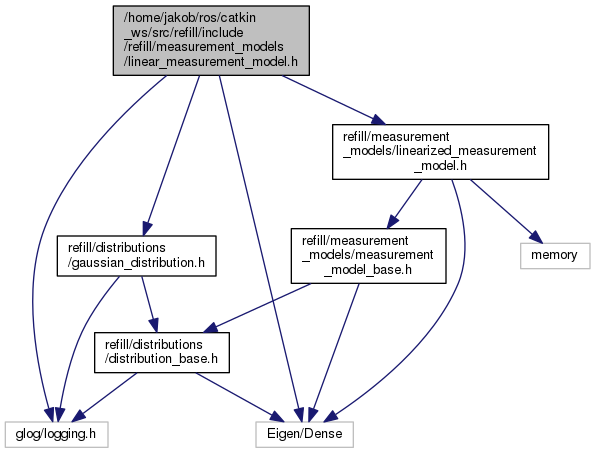 /home/jakob/ros/catkin
_ws/src/refill/include
/refill/measurement_models
/linear_measurement_model.h
refill/measurement
_models/linearized_measurement
_model.h
refill/distributions
/gaussian_distribution.h
refill/measurement
_models/measurement
_model_base.h
memory
refill/distributions
/distribution_base.h
glog/logging.h
Eigen/Dense